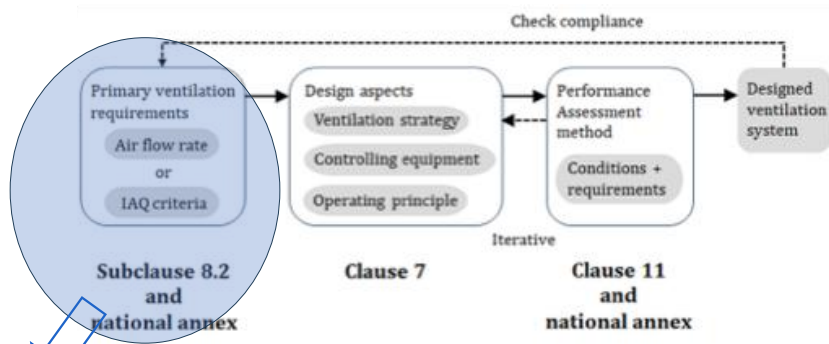 Check compliance
Primary ventilation
requirements
Air flow rate
or
IAQ criteria
Design aspects
Ventilation strategy
Controlling equipment
Operating principle
Performance
Assessment
method
Conditions +
requirements
Designed
ventilation
system
Iterative
Subclause 8.2
and
national annex
Clause 7
Clause 11
and
national annex